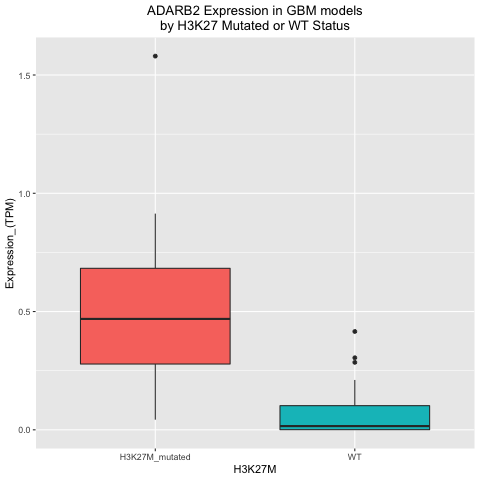 ADARB2 Expression in GBM models
by H3K27 Mutated or WT Status
Expression_(TPM)
1.5
1.0
0.5
0.0
H3K27M_mutated
WT
H3K27M